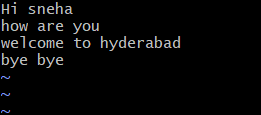 Hi sneha
how are you
welcome to hyderabad
bye bye
~
~
~